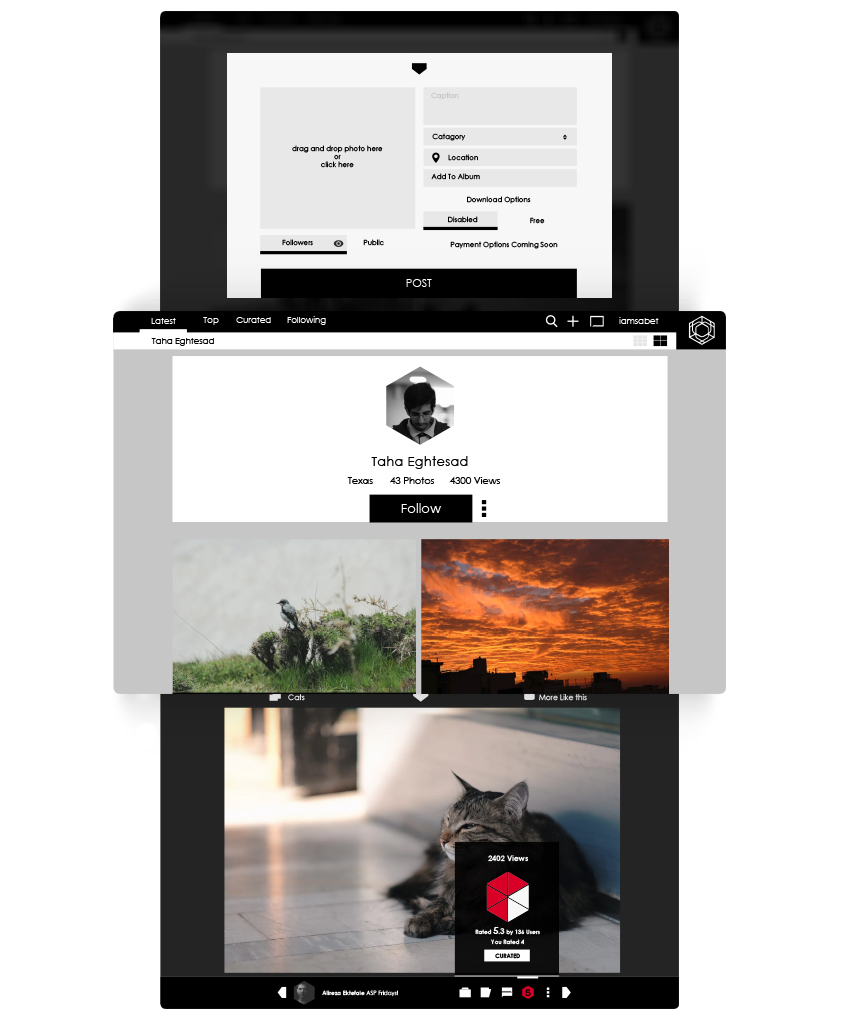 Caption
drag and drop photo here
or
click here
Catagory
Location
Add To Album
Download Options
Disabled
Free
Followers
Public
Payment Options Coming Soon
POST
Latest
Top
Curated
Following
iamsabet
Taha Eghtesad
Taha Eghtesad
Texas
43 Photos
4300 Views
Follow
Cats
More Like this
2402 Views
Rated 5.3 by 136 Users
You Rated 4
CURATED
Alireza Ektefaie ASP Fridays!